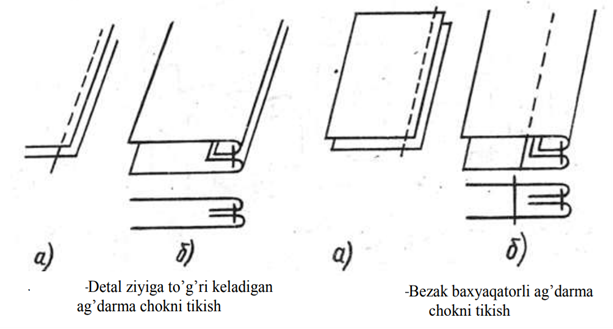 а)
б)
а)
б)
-Detal ziyiga to’g’ri keladigan
ag’darma chokni tikish
-Bezak baxyaqatorli ag’darma
chokni tikish